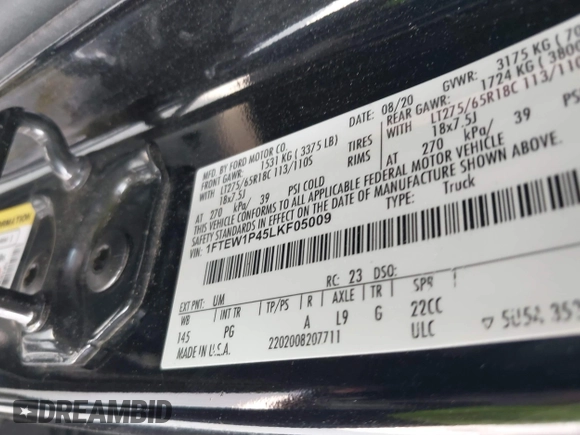 MFD. BY FORD MOTOR CO.
08/20
GVWR: 3175 KG
FRONT GAWR: 1531 KG ( 3375 LB)
REAR GAWR: 1724 KG ( 3800
WITH LT275/65R18C 113/110S TIRES
WITH LT275/65R18C 113/110S
18x7.5J RIMS
18x7.5J
AT 270 kPa/ 39 PSI COLD
AT 270 kPa/ 39
THIS VEHICLE CONFORMS TO ALL APPLICABLE FEDERAL MOTOR VEHICLE
SAFETY STANDARDS IN EFFECT ON THE DATE OF MANUFACTURE SHOWN ABOVE.
VIN: 1FTEW1P45LKF05009
TYPE: Truck
EXT PNT: UM RC: 23 DSO:
WB INT TR TP/PS R AXLE TR SPR
145 PG A L9 G 22CC
MADE IN U.S.A. 2202008207711 ULC
DREAMBID